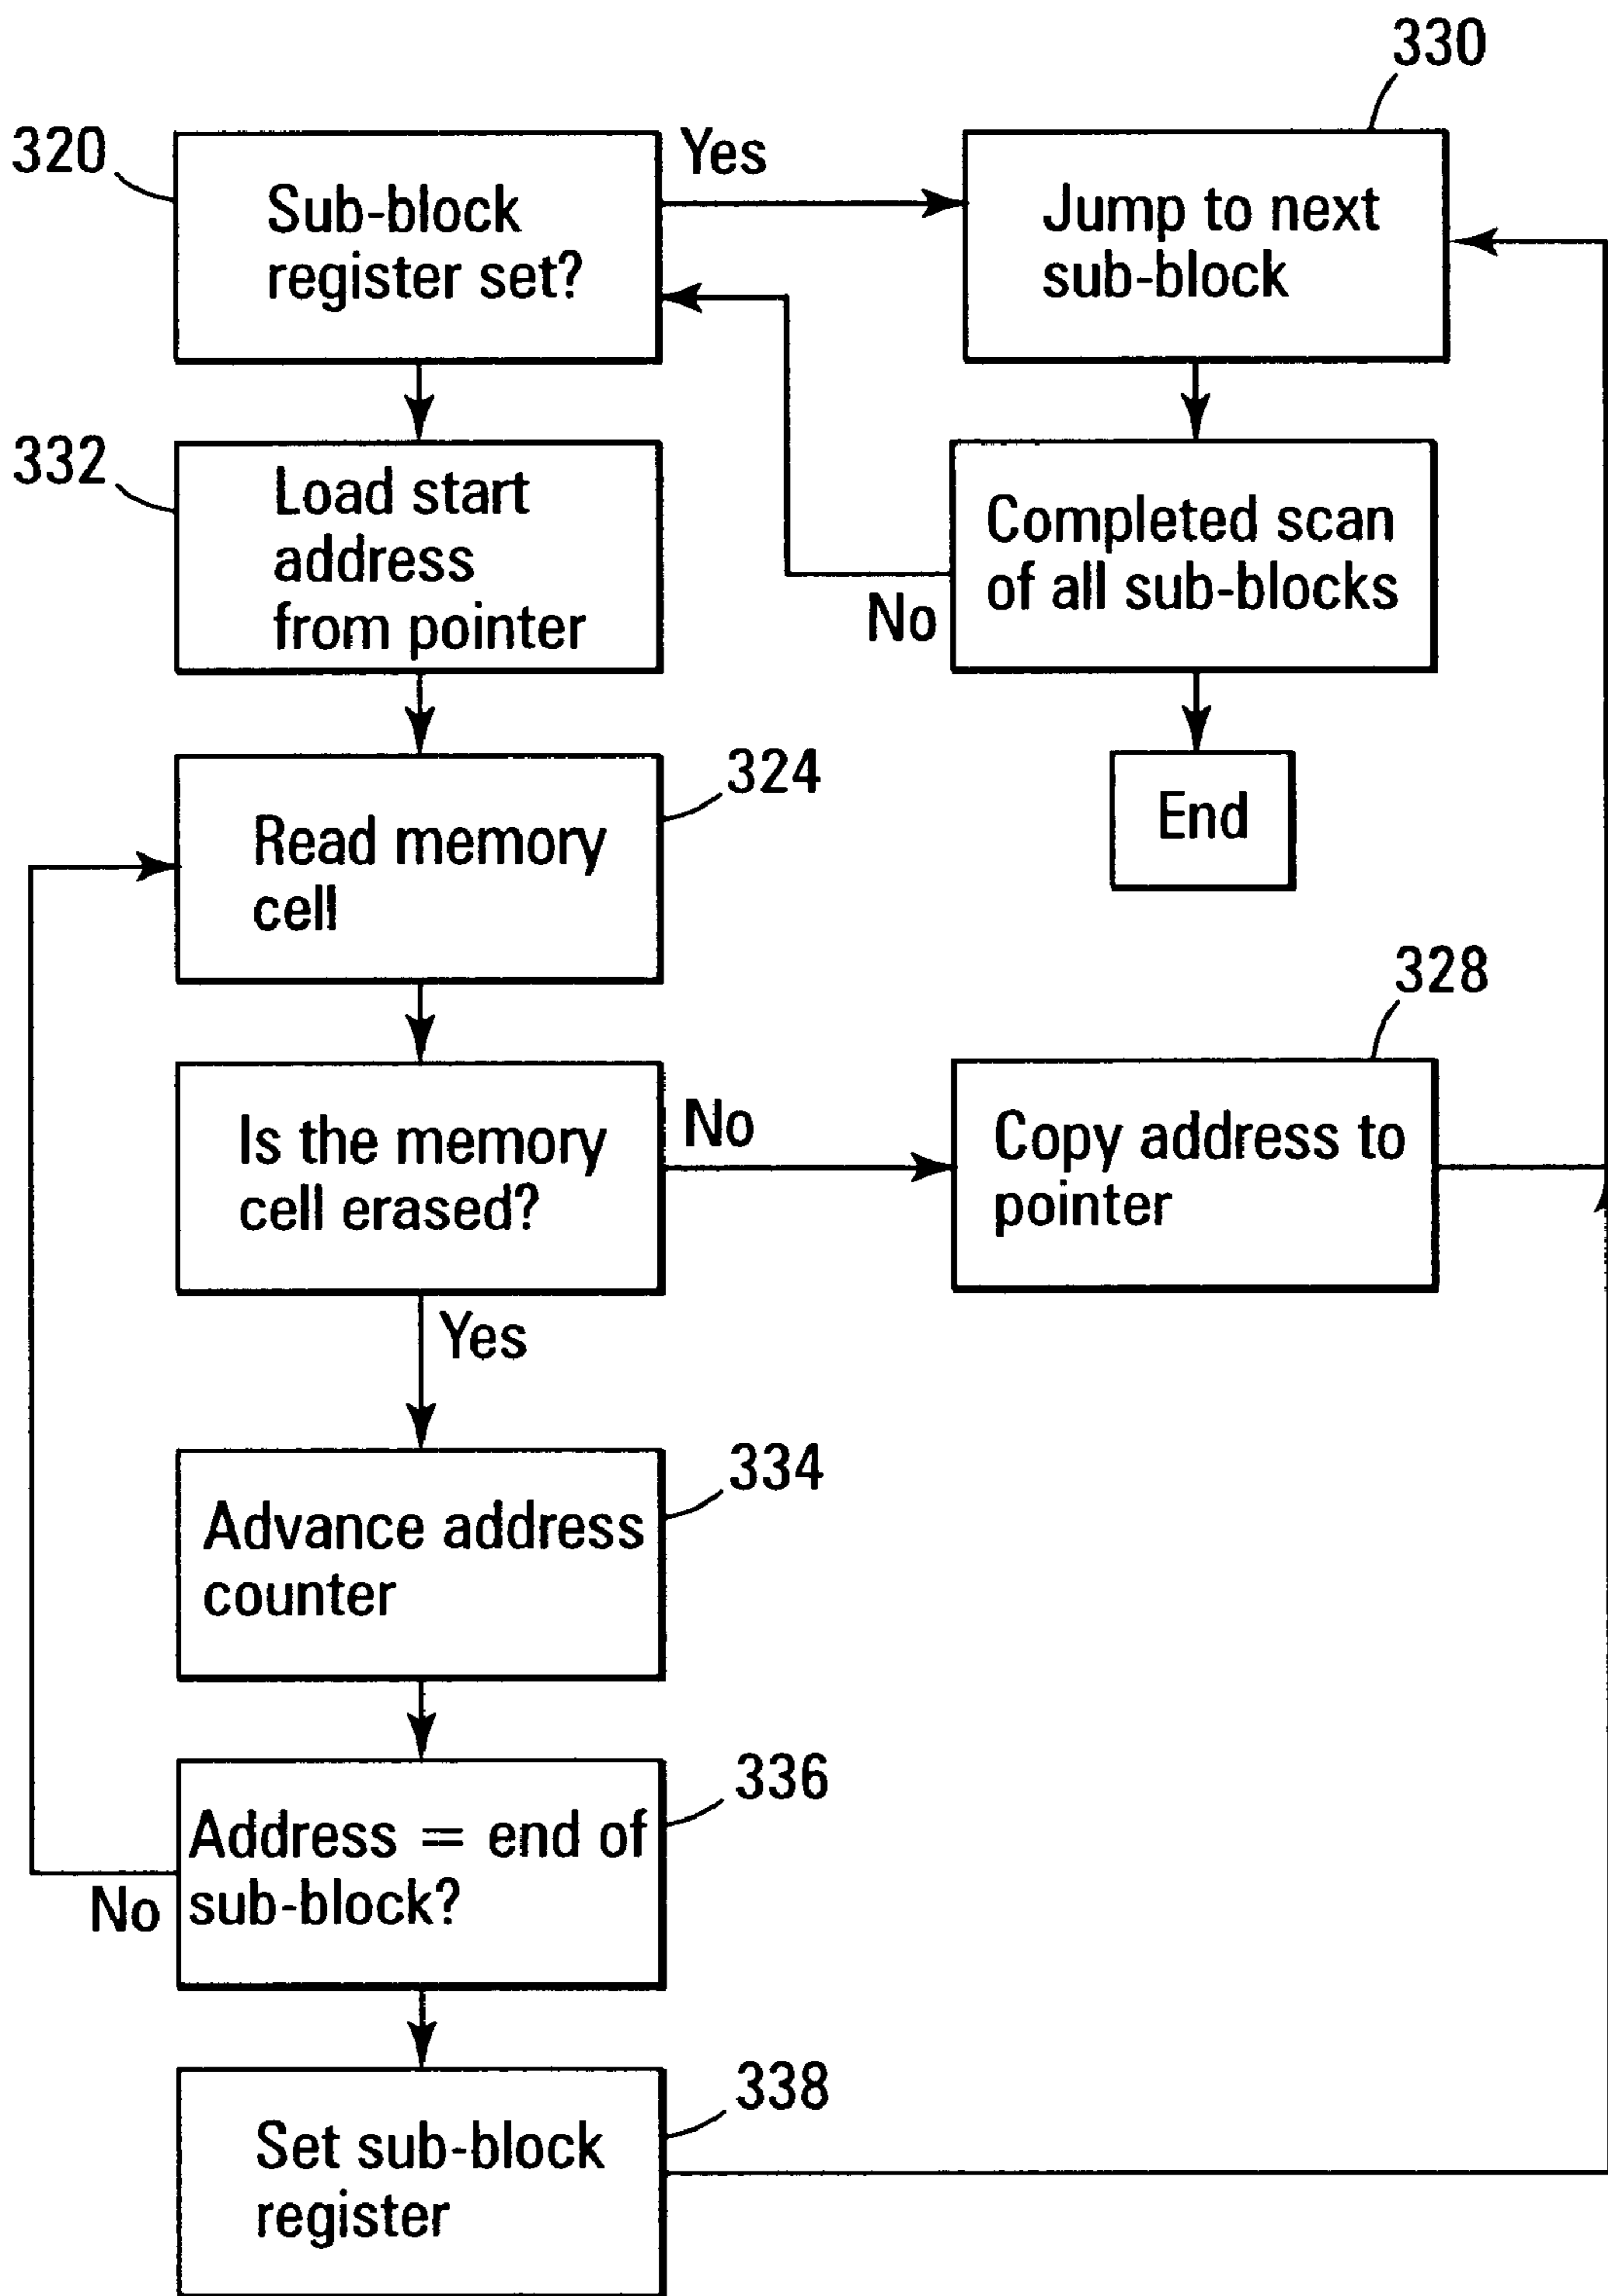 330
320
Sub-block
register set?
Yes
Jump to next
sub-block
332
Load start
address
from pointer
Completed scan
of all sub-blocks
No
324
Read memory
cell
End
328
Is the memory
cell erased?
No
Copy address to
pointer
Yes
334
Advance address
counter
336
Address = end of
sub-block?
No
338
Set sub-block
register